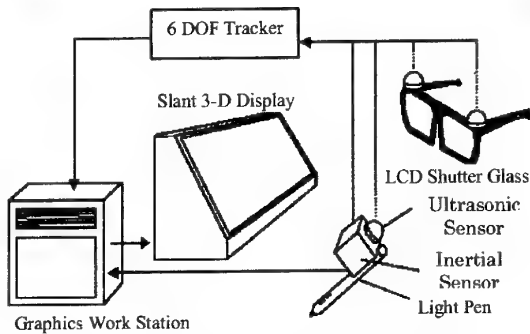 6 DOF Tracker
Slant 3-D Display
LCD Shutter Glass
Ultrasonic
Sensor
Inertial
Sensor
Light Pen
Graphics Work Station